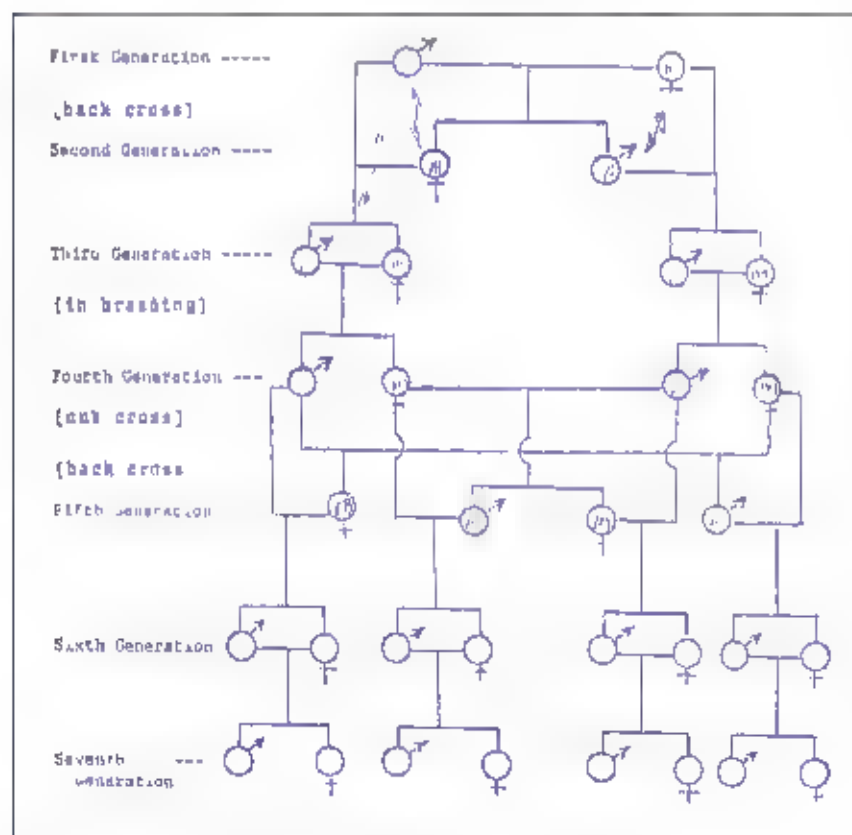 First Generation -----
[back cross]
Second Generation ----
Third Generation -----
[in breeding]
Fourth Generation ---
[out cross]
[back cross
Fifth Generation
Sixth Generation
Seventh ---
Generation